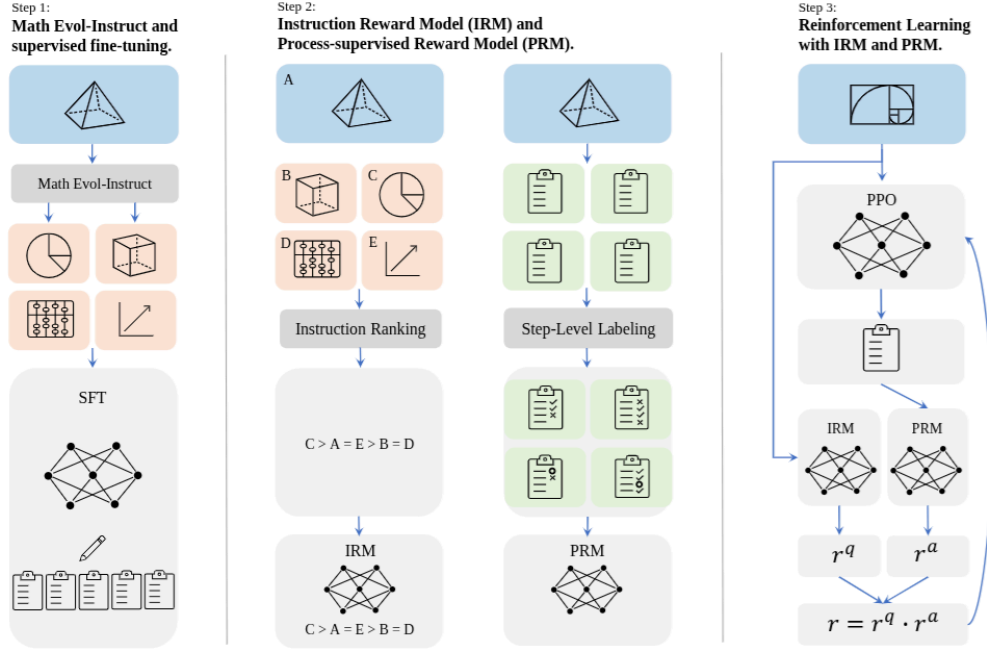 Step 1:
Math Evol-Instruct and
supervised fine-tuning.
Math Evol-Instruct
SFT
Step 2:
Instruction Reward Model (IRM) and
Process-supervised Reward Model (PRM).
A
B
C
D
E
Instruction Ranking
C > A = E > B = D
IRM
C > A = E > B = D
Step-Level Labeling
PRM
Step 3:
Reinforcement Learning
with IRM and PRM.
PPO
IRM
PRM
r^q
r^a
r = r^q · r^a